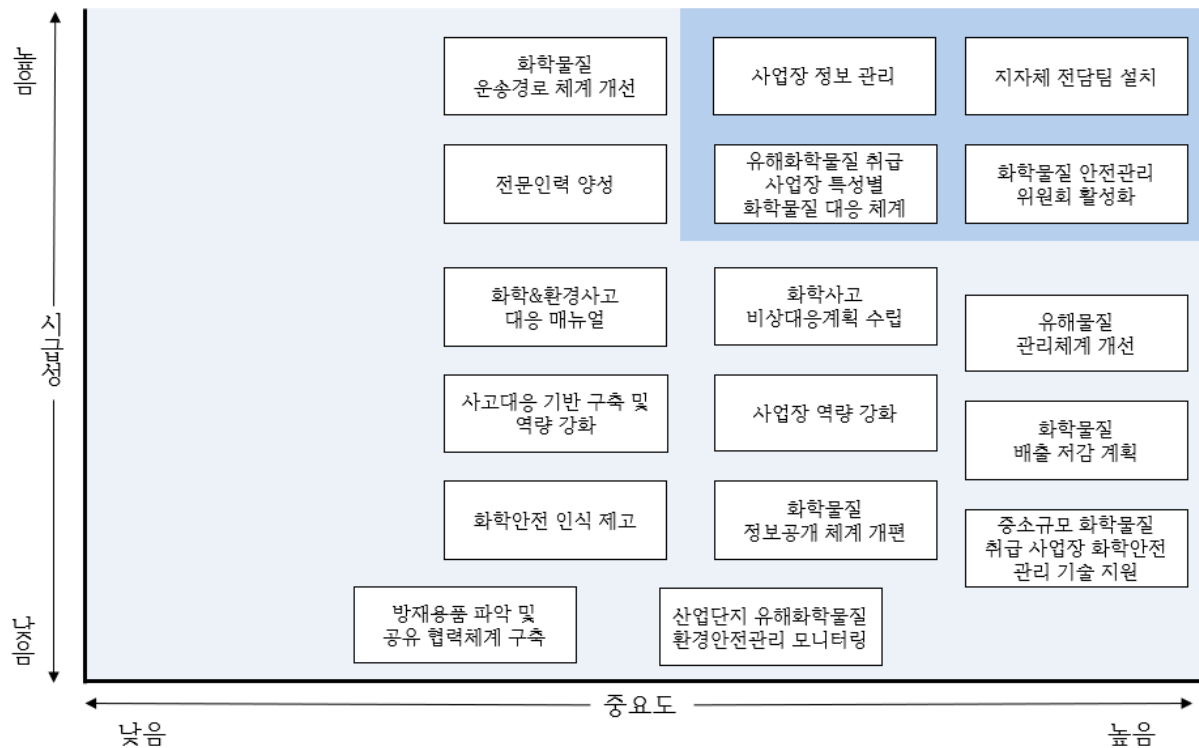 높음
화학물질
운송경로 체계 개선
사업장 정보 관리
지자체 전담팀 설치
전문인력 양성
유해화학물질 취급
사업장 특성별
화학물질 대응 체계
화학물질 안전관리
위원회 활성화
시급성
화학&환경사고
대응 매뉴얼
화학사고
비상대응계획 수립
유해물질
관리체계 개선
사고대응 기반 구축 및
역량 강화
사업장 역량 강화
화학물질
배출 저감 계획
화학안전 인식 제고
화학물질
정보공개 체계 개편
중소규모 화학물질
취급 사업장 화학안전
관리 기술 지원
방재용품 파악 및
공유 협력체계 구축
산업단지 유해화학물질
환경안전관리 모니터링
낮음
중요도
낮음
높음